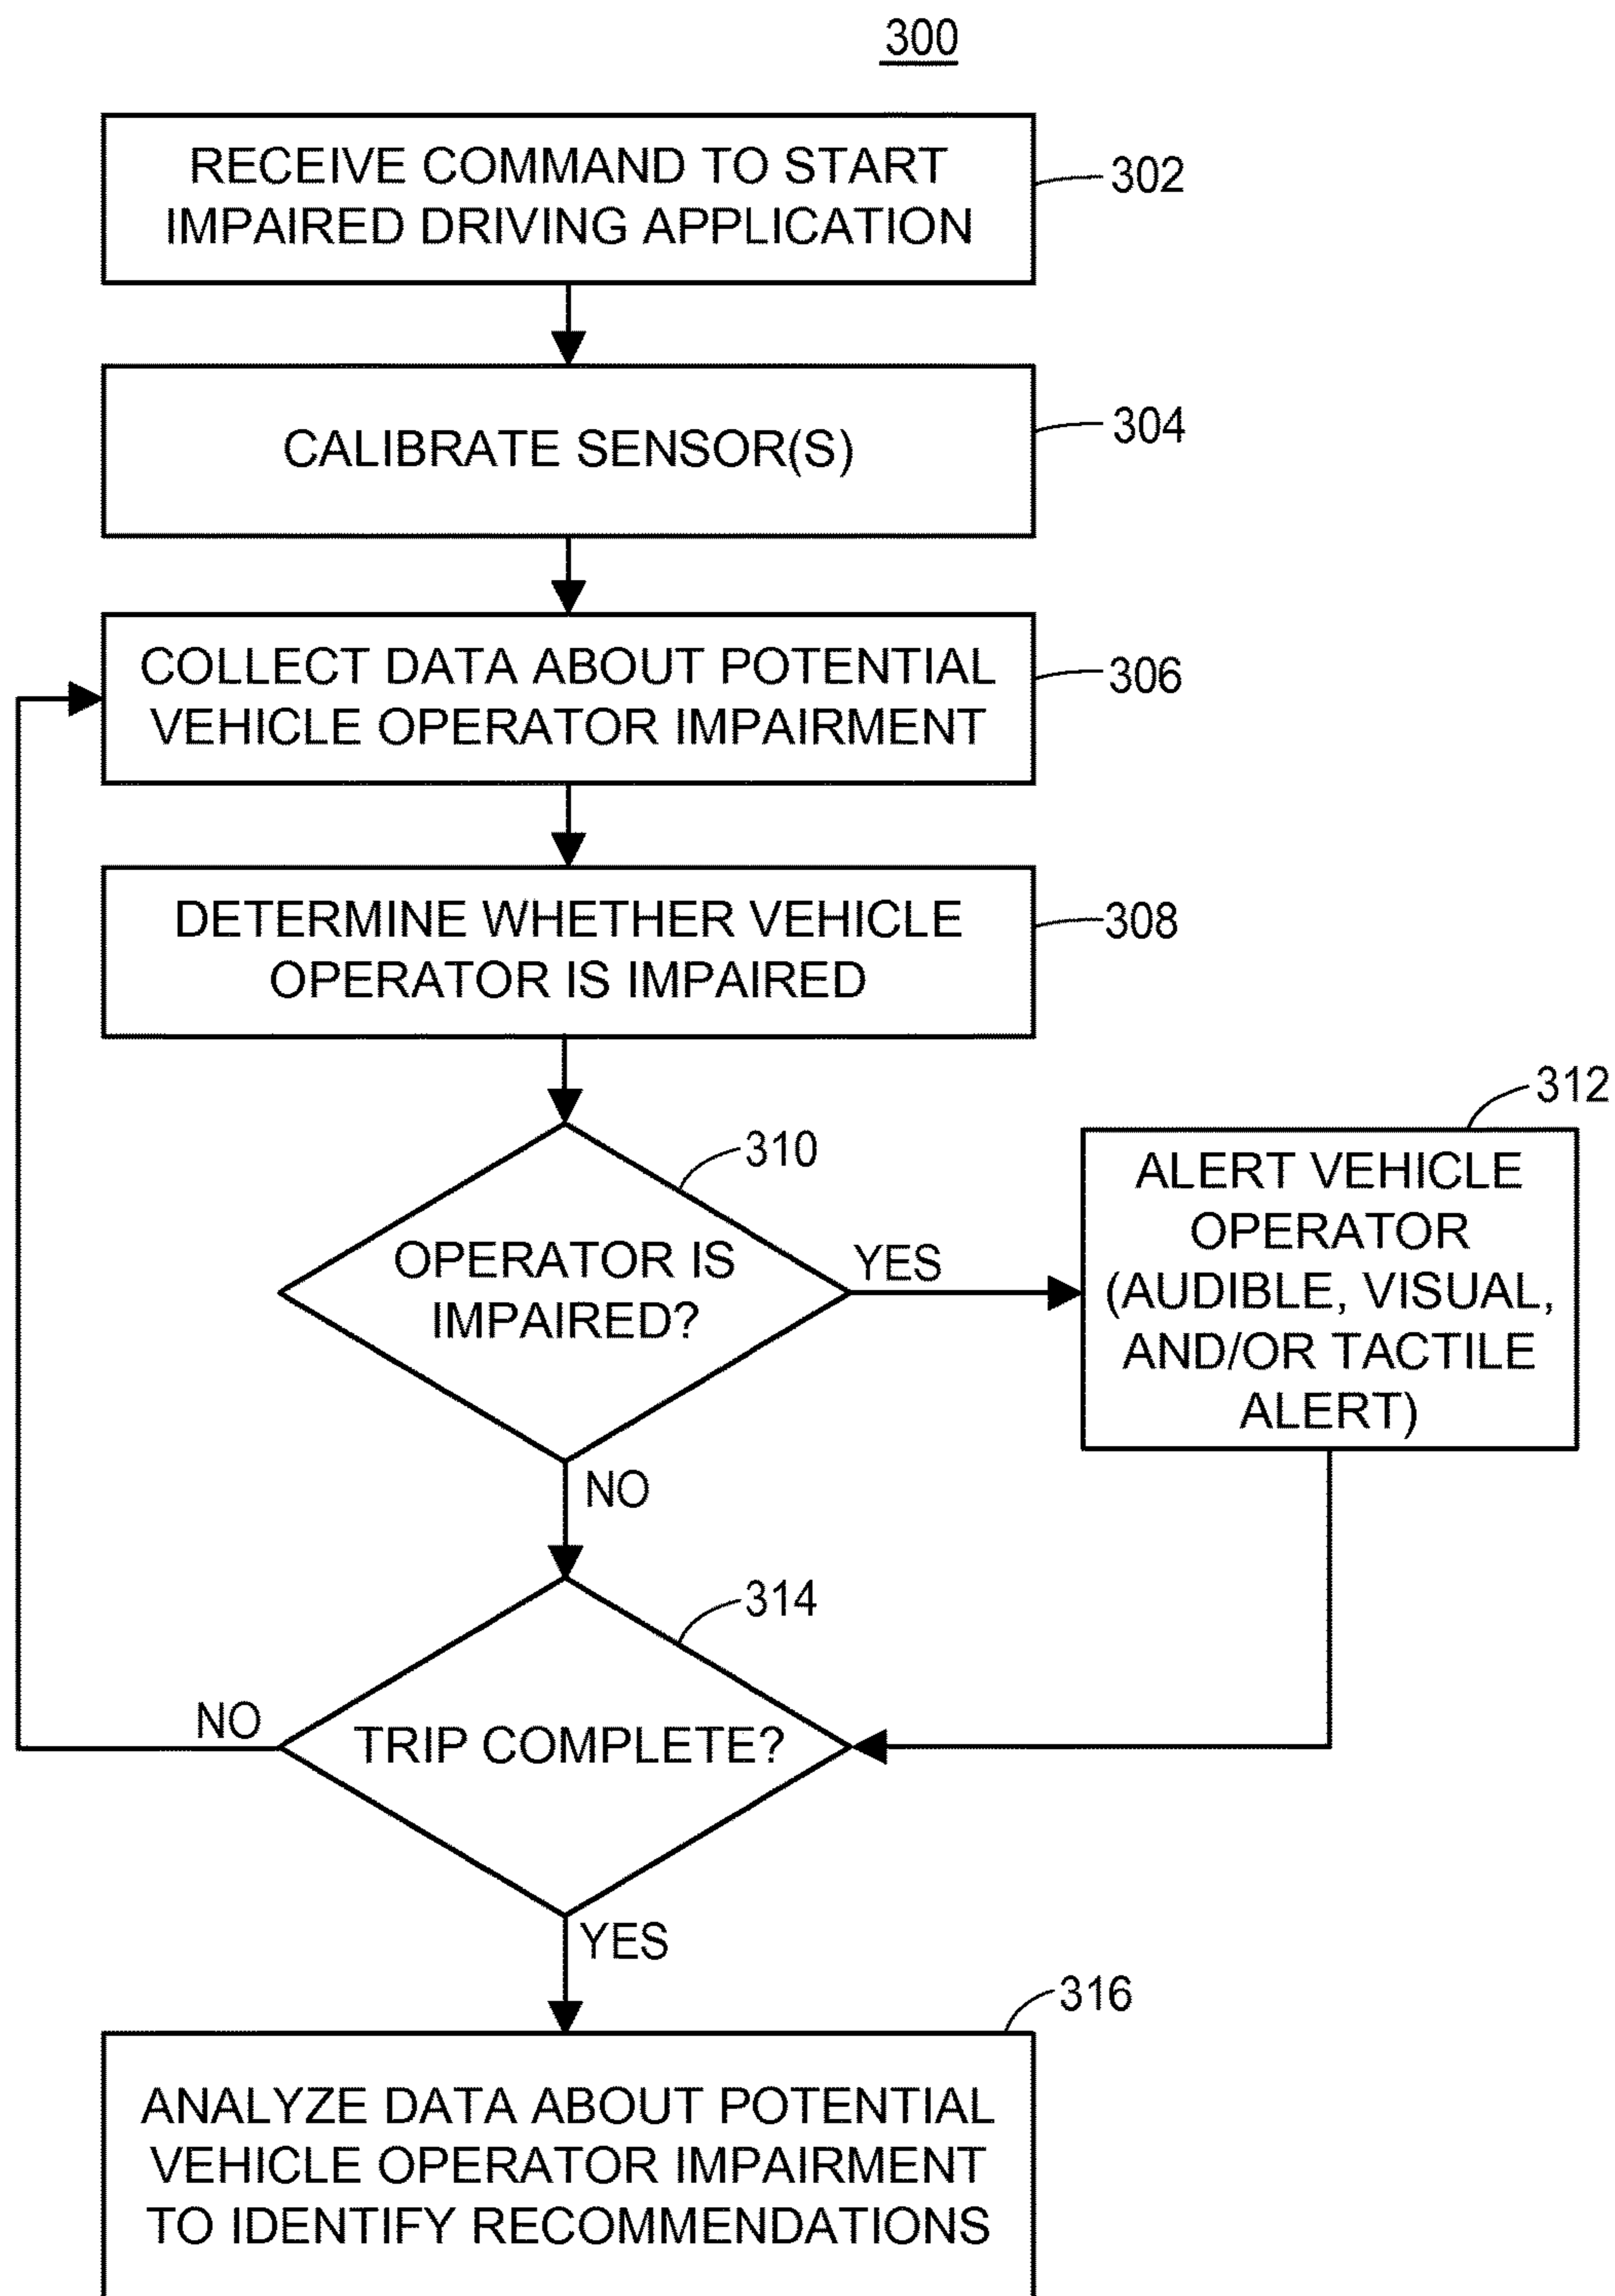 300
RECEIVE COMMAND TO START
IMPAIRED DRIVING APPLICATION
302
CALIBRATE SENSOR(S)
304
COLLECT DATA ABOUT POTENTIAL
VEHICLE OPERATOR IMPAIRMENT
306
DETERMINE WHETHER VEHICLE
OPERATOR IS IMPAIRED
308
310
OPERATOR IS
IMPAIRED?
YES
312
ALERT VEHICLE
OPERATOR
(AUDIBLE, VISUAL,
AND/OR TACTILE
ALERT)
NO
314
TRIP COMPLETE?
NO
YES
316
ANALYZE DATA ABOUT POTENTIAL
VEHICLE OPERATOR IMPAIRMENT
TO IDENTIFY RECOMMENDATIONS